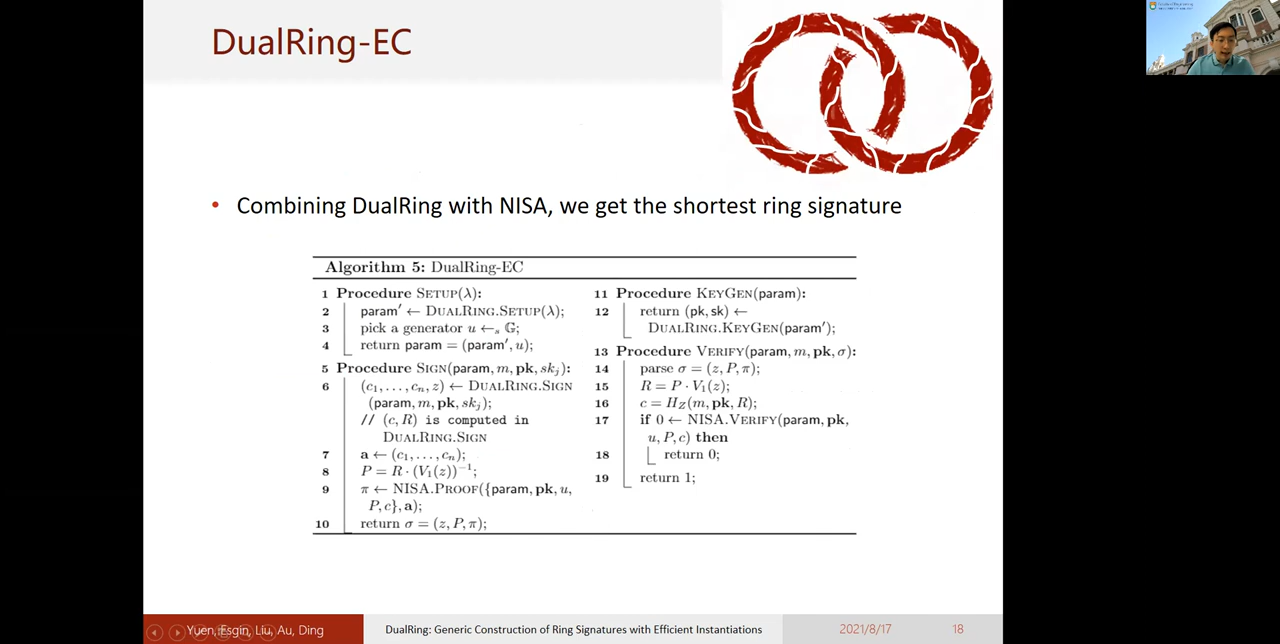 DualRing-EC
• Combining DualRing with NISA, we get the shortest ring signature
Algorithm 5: DualRing-EC
1 Procedure SETUP(λ):
2 param′ ← DUALRING.SETUP(λ);
3 pick a generator u ←ₛ 𝔾;
4 return param = (param′, u);
5 Procedure SIGN(param, m, pk, skⱼ):
6 (c₁, . . . , cₙ, z) ← DUALRING.SIGN
(param, m, pk, skⱼ);
// (c, R) is computed in
DUALRING.SIGN
7 a ← (c₁, . . . , cₙ);
8 P = R · (V₁(z))⁻¹;
9 π ← NISA.PROOF({param, pk, u,
P, c}, a);
10 return σ = (z, P, π);
11 Procedure KEYGEN(param):
12 return (pk, sk) ←
DUALRING.KEYGEN(param′);
13 Procedure VERIFY(param, m, pk, σ):
14 parse σ = (z, P, π);
15 R = P · V₁(z);
16 c = H_Z(m, pk, R);
17 if 0 ← NISA.VERIFY(param, pk,
u, P, c) then
18 return 0;
19 return 1;
Yuen, Esgin, Liu, Au, Ding
DualRing: Generic Construction of Ring Signatures with Efficient Instantiations
2021/8/17
18